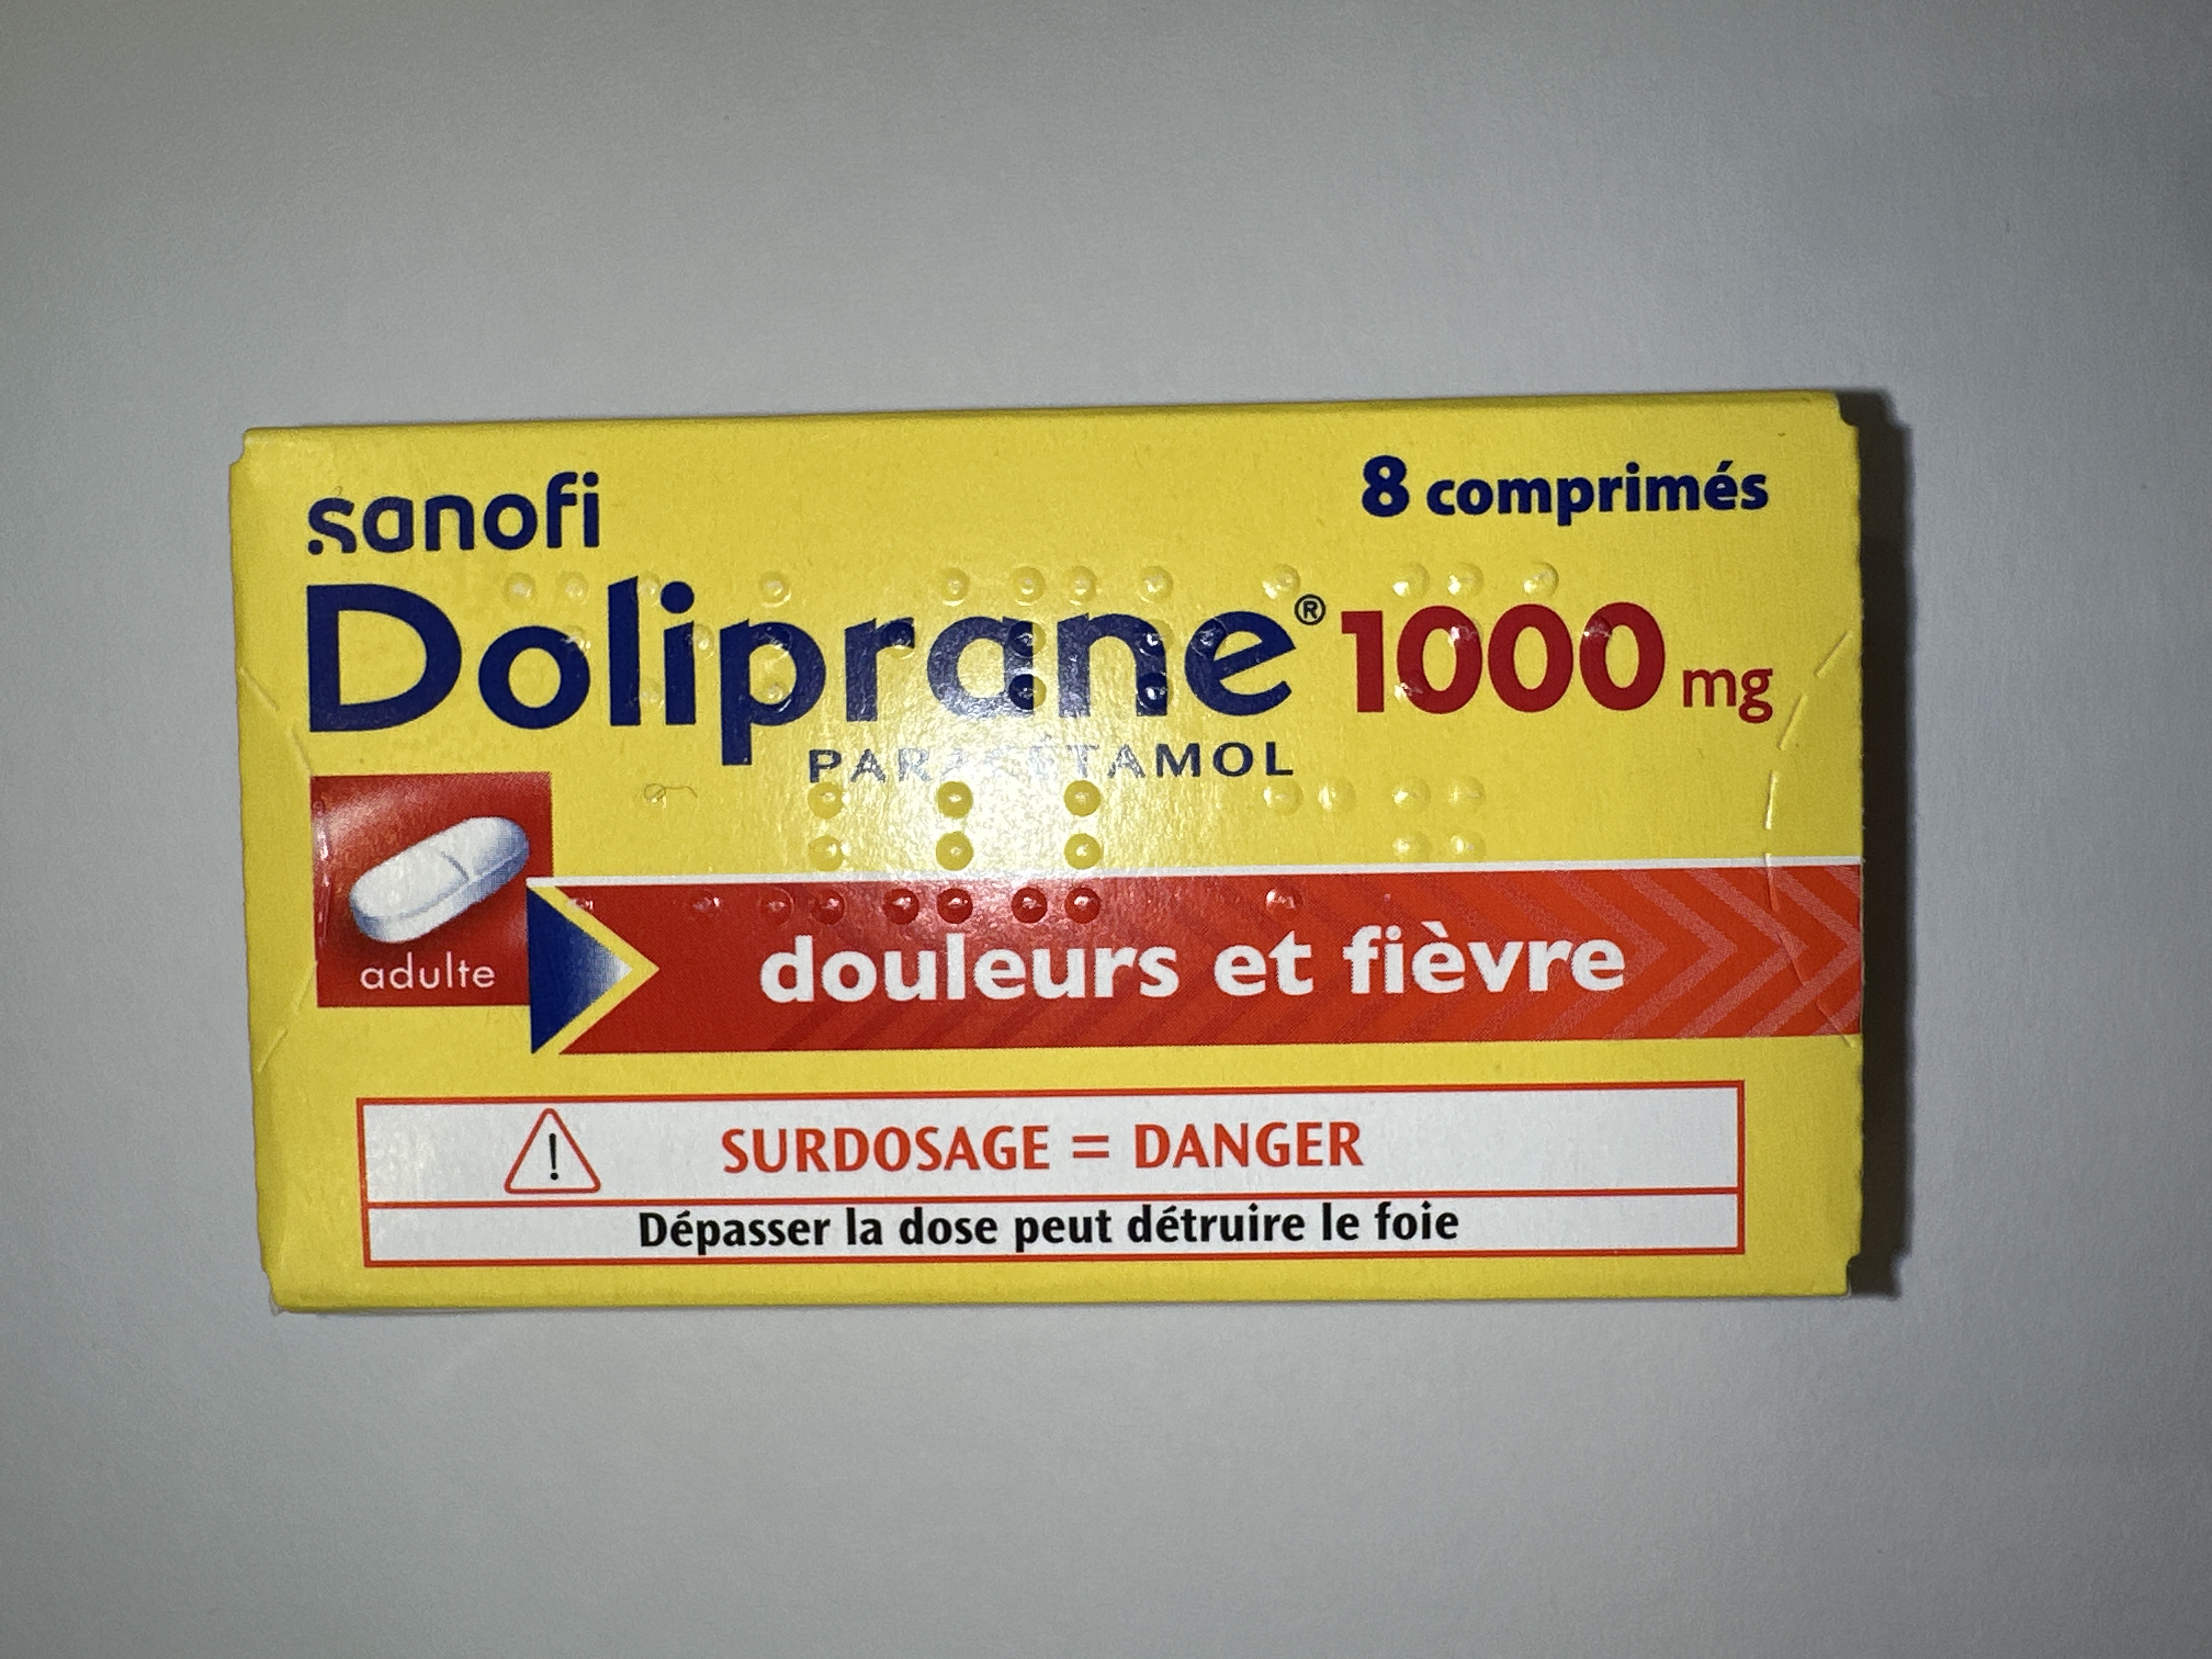 sanofi
8 comprimés
Doliprane® 1000 mg
PARACÉTAMOL
adulte
douleurs et fièvre
! SURDOSAGE = DANGER
Dépasser la dose peut détruire le foie